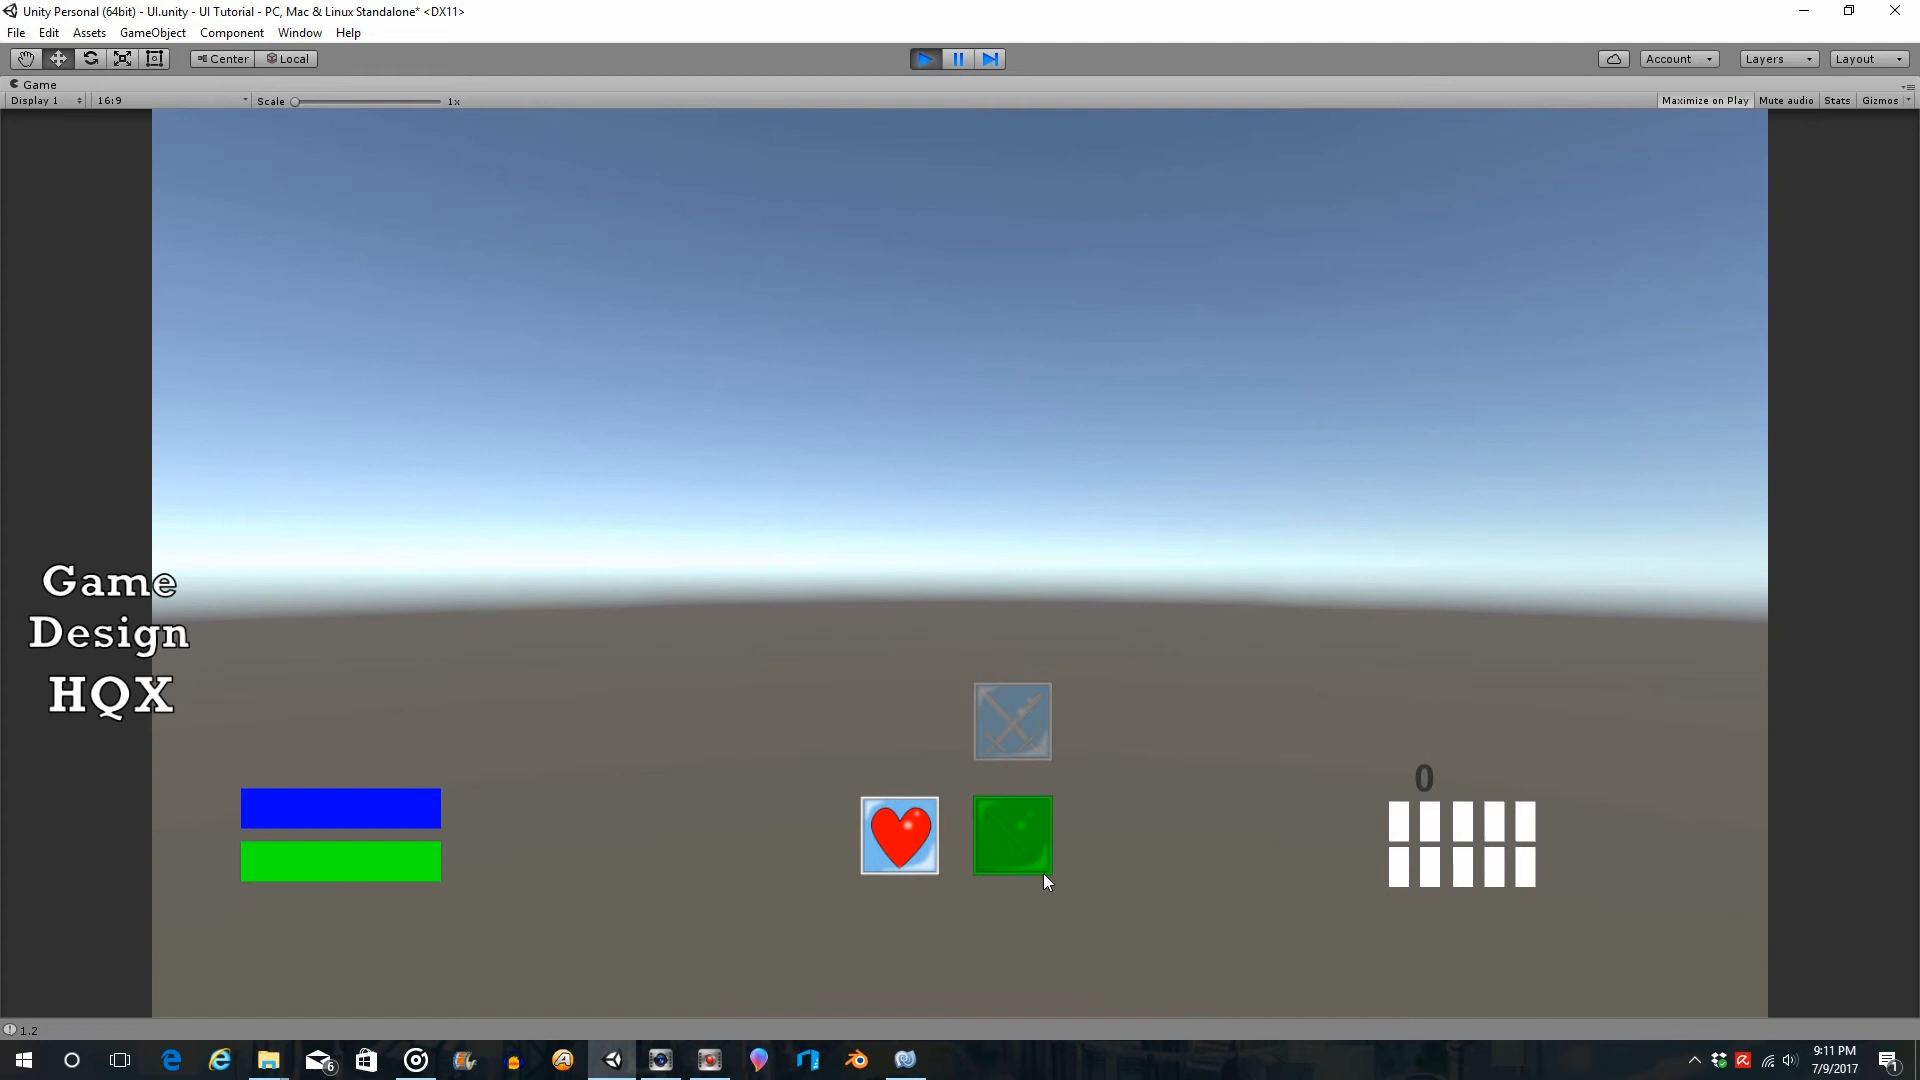 Unity Personal (64bit) - UI.unity - UI Tutorial - PC, Mac & Linux Standalone* <DX11>
File Edit Assets GameObject Component Window Help
Center Local Account Layers Layout
Game
Display 1 16:9 Scale 1x Maximize on Play Mute audio Stats Gizmos
Game
Design
HQX
0
1.2
6
9:11 PM
7/9/2017
1